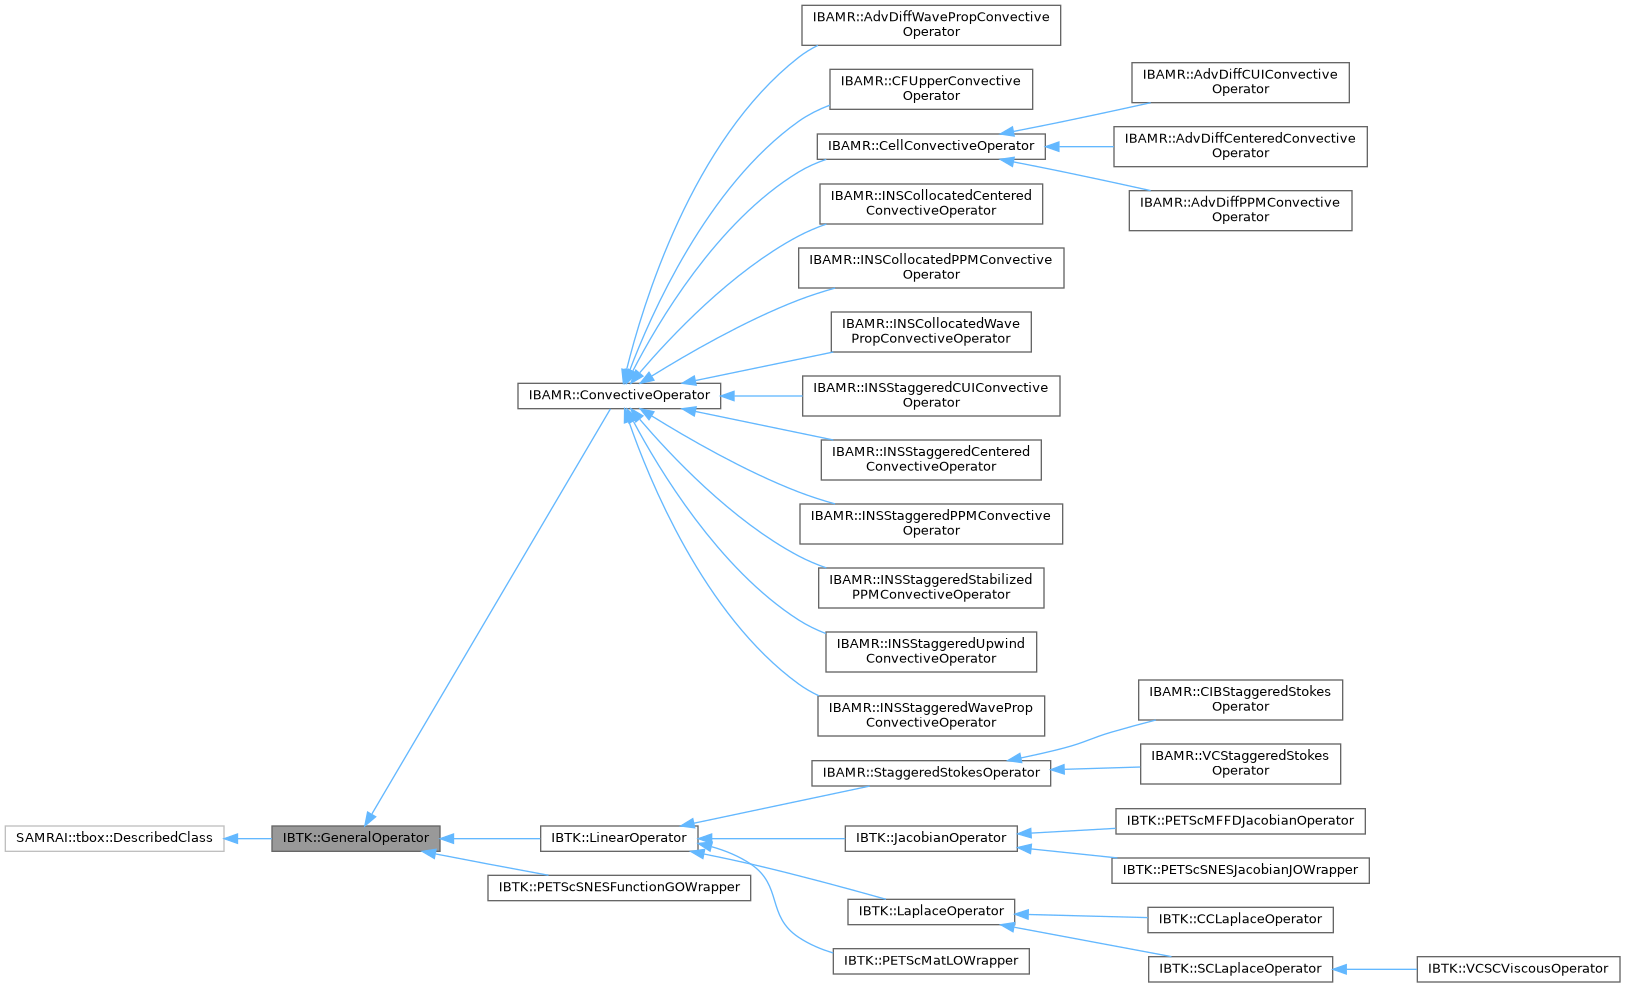 IBAMR::AdvDiffWavePropConvective
Operator
IBAMR::CFUpperConvective
Operator
IBAMR::AdvDiffCUIConvective
Operator
IBAMR::CellConvectiveOperator
IBAMR::AdvDiffCenteredConvective
Operator
IBAMR::AdvDiffPPMConvective
Operator
IBAMR::INSCollocatedCentered
ConvectiveOperator
IBAMR::INSCollocatedPPMConvective
Operator
IBAMR::INSCollocatedWave
PropConvectiveOperator
IBAMR::ConvectiveOperator
IBAMR::INSStaggeredCUIConvective
Operator
IBAMR::INSStaggeredCentered
ConvectiveOperator
IBAMR::INSStaggeredPPMConvective
Operator
IBAMR::INSStaggeredStabilized
PPMConvectiveOperator
IBAMR::INSStaggeredUpwind
ConvectiveOperator
IBAMR::INSStaggeredWaveProp
ConvectiveOperator
IBAMR::CIBStaggeredStokes
Operator
IBAMR::StaggeredStokesOperator
IBAMR::VCStaggeredStokes
Operator
SAMRAI::tbox::DescribedClass
IBTK::GeneralOperator
IBTK::LinearOperator
IBTK::JacobianOperator
IBTK::PETScMFFDJacobianOperator
IBTK::PETScSNESJacobianJOWrapper
IBTK::PETScSNESFunctionGOWrapper
IBTK::LaplaceOperator
IBTK::CCLaplaceOperator
IBTK::PETScMatLOWrapper
IBTK::SCLaplaceOperator
IBTK::VCSCViscousOperator